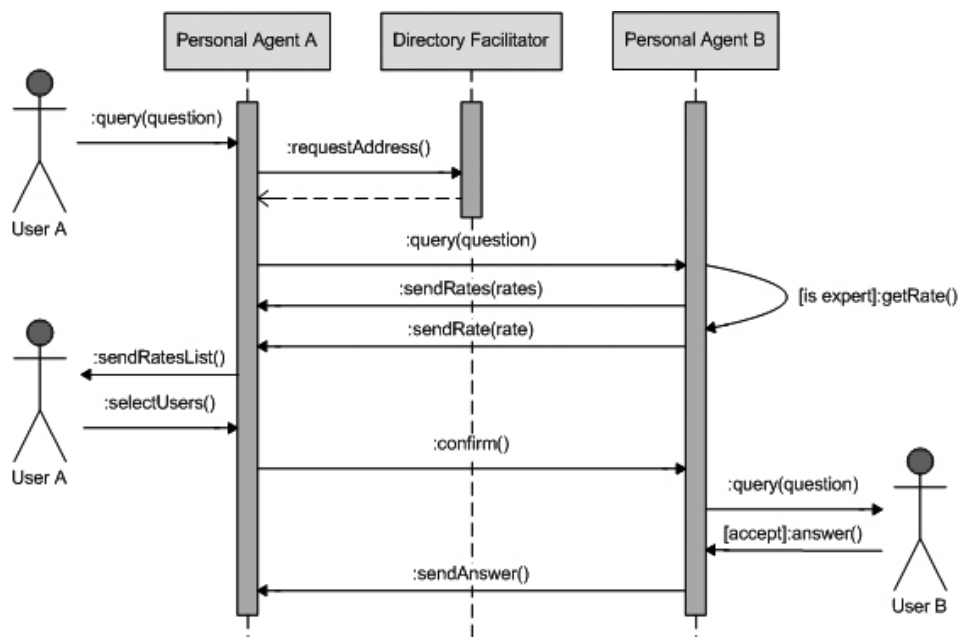 Personal Agent A
Directory Facilitator
Personal Agent B
:query(question)
:requestAddress()
User A
:query(question)
:sendRates(rates)
[is expert]:getRate()
:sendRate(rate)
:sendRatesList()
:selectUsers()
:confirm()
User A
:query(question)
[accept]:answer()
:sendAnswer()
User B